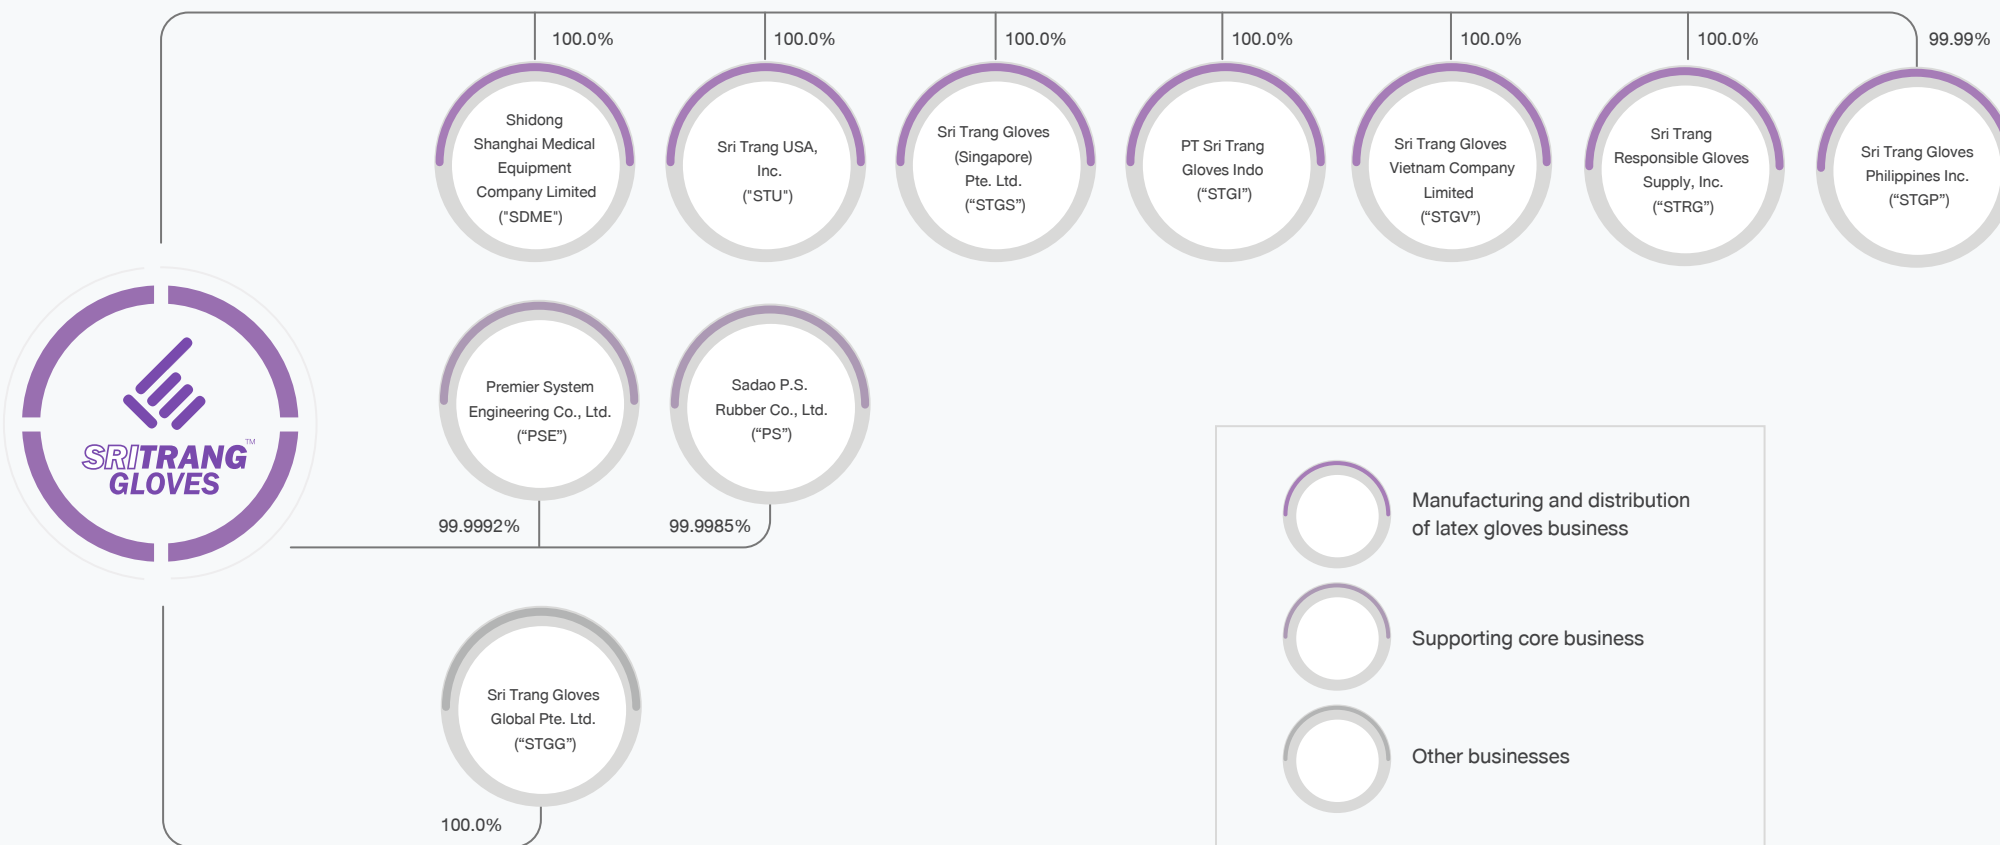 100.0%
100.0%
100.0%
100.0%
100.0%
100.0%
99.99%
Shidong
Shanghai Medical
Equipment
Company Limited
("SDME")
Sri Trang USA,
Inc.
("STU")
Sri Trang Gloves
(Singapore)
Pte. Ltd.
(“STGS”)
PT Sri Trang
Gloves Indo
(“STGI”)
Sri Trang Gloves
Vietnam Company
Limited
(“STGV”)
Sri Trang
Responsible Gloves
Supply, Inc.
(“STRG”)
Sri Trang Gloves
Philippines Inc.
(“STGP”)
SRITRANG™
GLOVES
Premier System
Engineering Co., Ltd.
(“PSE”)
Sadao P.S.
Rubber Co., Ltd.
(“PS”)
99.9992%
99.9985%
Sri Trang Gloves
Global Pte. Ltd.
(“STGG”)
100.0%
Manufacturing and distribution
of latex gloves business
Supporting core business
Other businesses